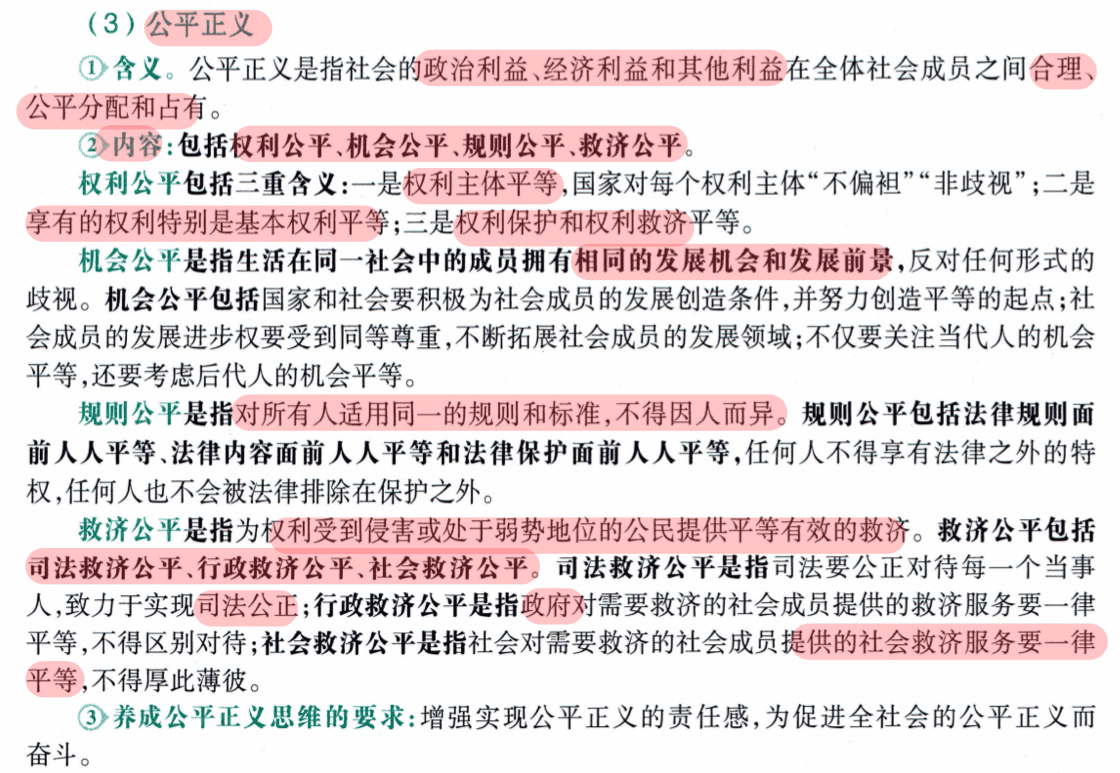 （3）公平正义
①含义。公平正义是指社会的政治利益、经济利益和其他利益在全体社会成员之间合理、
公平分配和占有。
②内容：包括权利公平、机会公平、规则公平、救济公平。
权利公平包括三重含义：一是权利主体平等，国家对每个权利主体“不偏袒”“非歧视”；二是
享有的权利特别是基本权利平等；三是权利保护和权利救济平等。
机会公平是指生活在同一社会中的成员拥有相同的发展机会和发展前景，反对任何形式的
歧视。机会公平包括国家和社会要积极为社会成员的发展创造条件，并努力创造平等的起点；社
会成员的发展进步权要受到同等尊重，不断拓展社会成员的发展领域；不仅要关注当代人的机会
平等，还要考虑后代人的机会平等。
规则公平是指对所有人适用同一的规则和标准，不得因人而异。规则公平包括法律规则面
前人人平等、法律内容面前人人平等和法律保护面前人人平等，任何人不得享有法律之外的特
权，任何人也不会被法律排除在保护之外。
救济公平是指为权利受到侵害或处于弱势地位的公民提供平等有效的救济。救济公平包括
司法救济公平、行政救济公平、社会救济公平。司法救济公平是指司法要公正对待每一个当事
人，致力于实现司法公正；行政救济公平是指政府对需要救济的社会成员提供的救济服务要一律
平等，不得区别对待；社会救济公平是指社会对需要救济的社会成员提供的社会救济服务要一律
平等，不得厚此薄彼。
③养成公平正义思维的要求：增强实现公平正义的责任感，为促进全社会的公平正义而
奋斗。